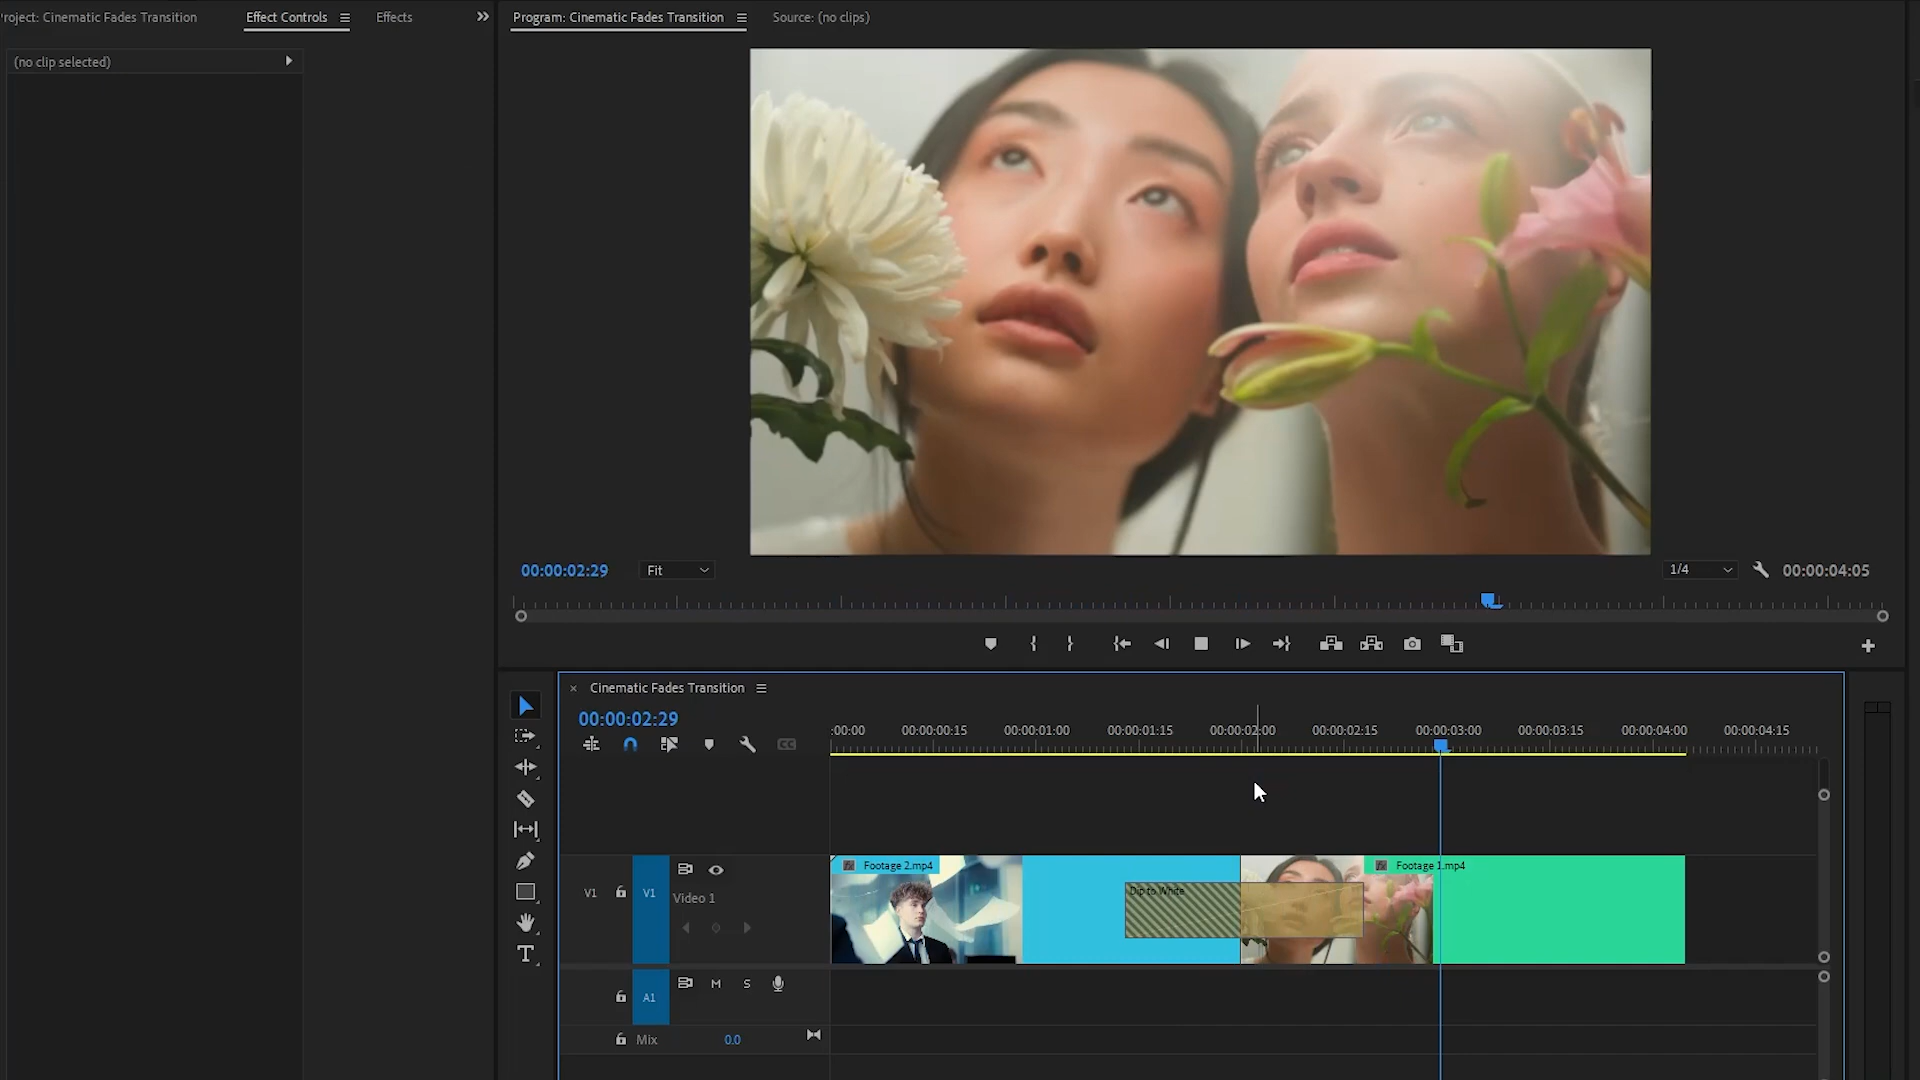 roject: Cinematic Fades Transition
Effect Controls
Effects
Program: Cinematic Fades Transition
Source: (no clips)
(no clip selected)
00:00:02:29
Fit
1/4
00:00:04:05
Cinematic Fades Transition
00:00:02:29
:00:00
00:00:00:15
00:00:01:00
00:00:01:15
00:00:02:00
00:00:02:15
00:00:03:00
00:00:03:15
00:00:04:00
00:00:04:15
Footage 2.mp4
Footage 1.mp4
V1
V1
Dip to White
Video 1
M
S
A1
Mix
0.0